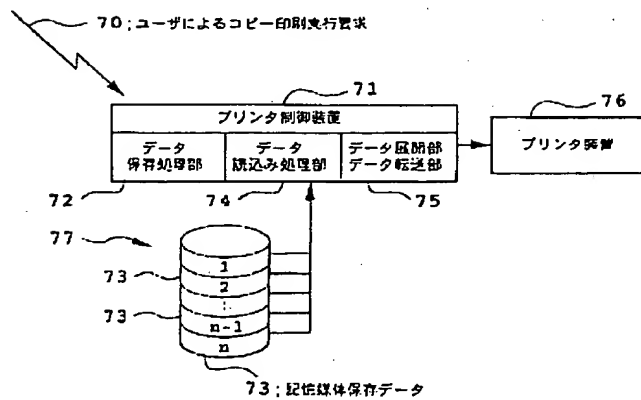 70;ユーザによるコピー印刷実行要求
71
プリンタ制御装置
データ
保存処理部
データ
読込み処理部
データ展開部
データ転送部
76
プリンタ装置
72
74
75
77
73
73
1
2
⋮
n-1
n
73;記憶媒体保存データ